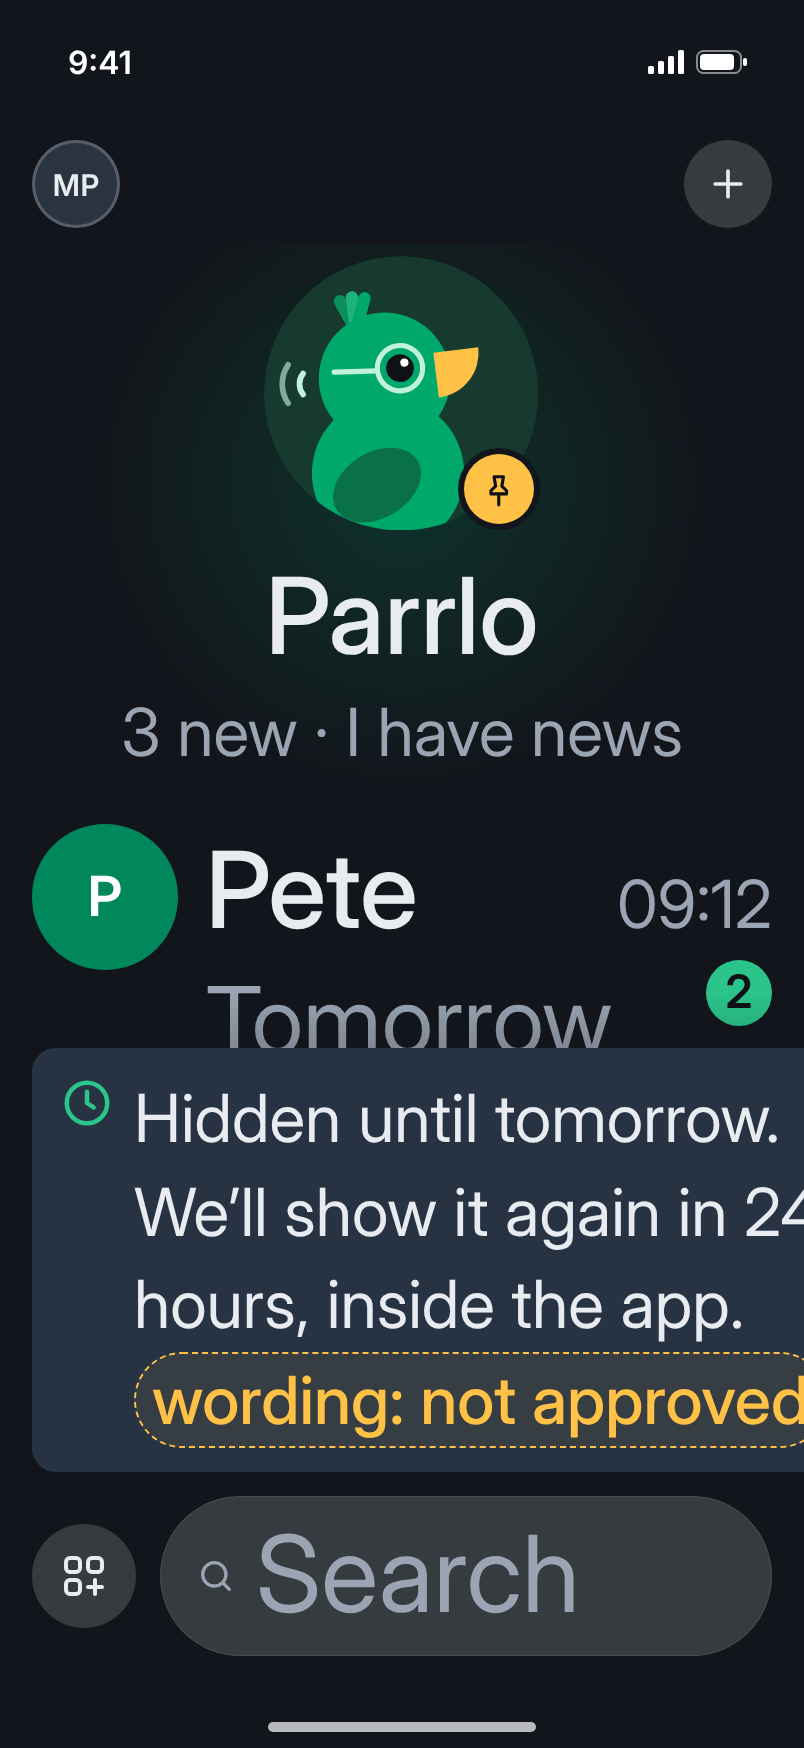 9:41
MP
Parrlo
3 new · I have news
P
Pete
09:12
Tomorrow
2
Hidden until tomorrow.
We’ll show it again in 24
hours, inside the app.
wording: not approved
Search